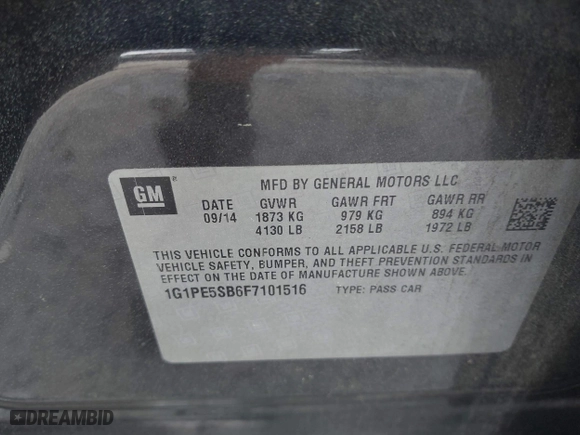 GM
MFD BY GENERAL MOTORS LLC
DATE GVWR GAWR FRT GAWR RR
09/14 1873 KG 979 KG 894 KG
4130 LB 2158 LB 1972 LB
THIS VEHICLE CONFORMS TO ALL APPLICABLE U.S. FEDERAL MOTOR
VEHICLE SAFETY, BUMPER, AND THEFT PREVENTION STANDARDS IN
EFFECT ON THE DATE OF MANUFACTURE SHOWN ABOVE.
1G1PE5SB6F7101516 TYPE: PASS CAR
DREAMBID